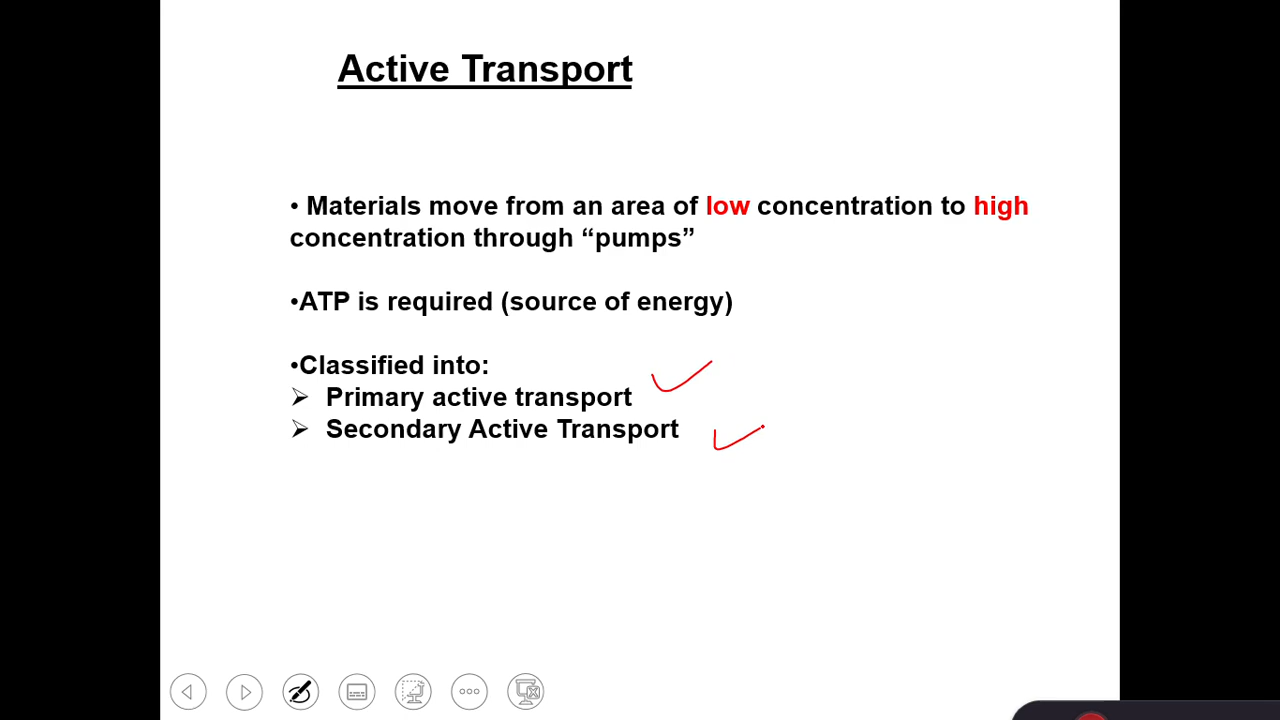 Active Transport
• Materials move from an area of low concentration to high
concentration through “pumps”
•ATP is required (source of energy)
•Classified into:
➢ Primary active transport
➢ Secondary Active Transport